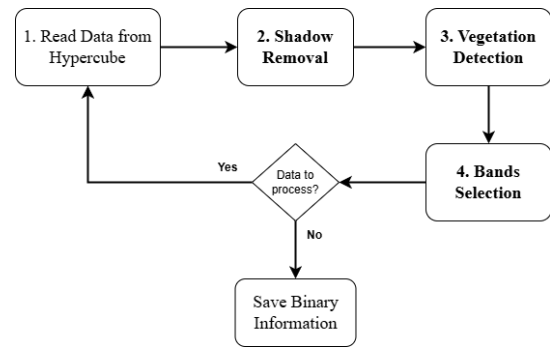 1. Read Data from
Hypercube
2. Shadow
Removal
3. Vegetation
Detection
4. Bands
Selection
Data to
process?
Yes
No
Save Binary
Information